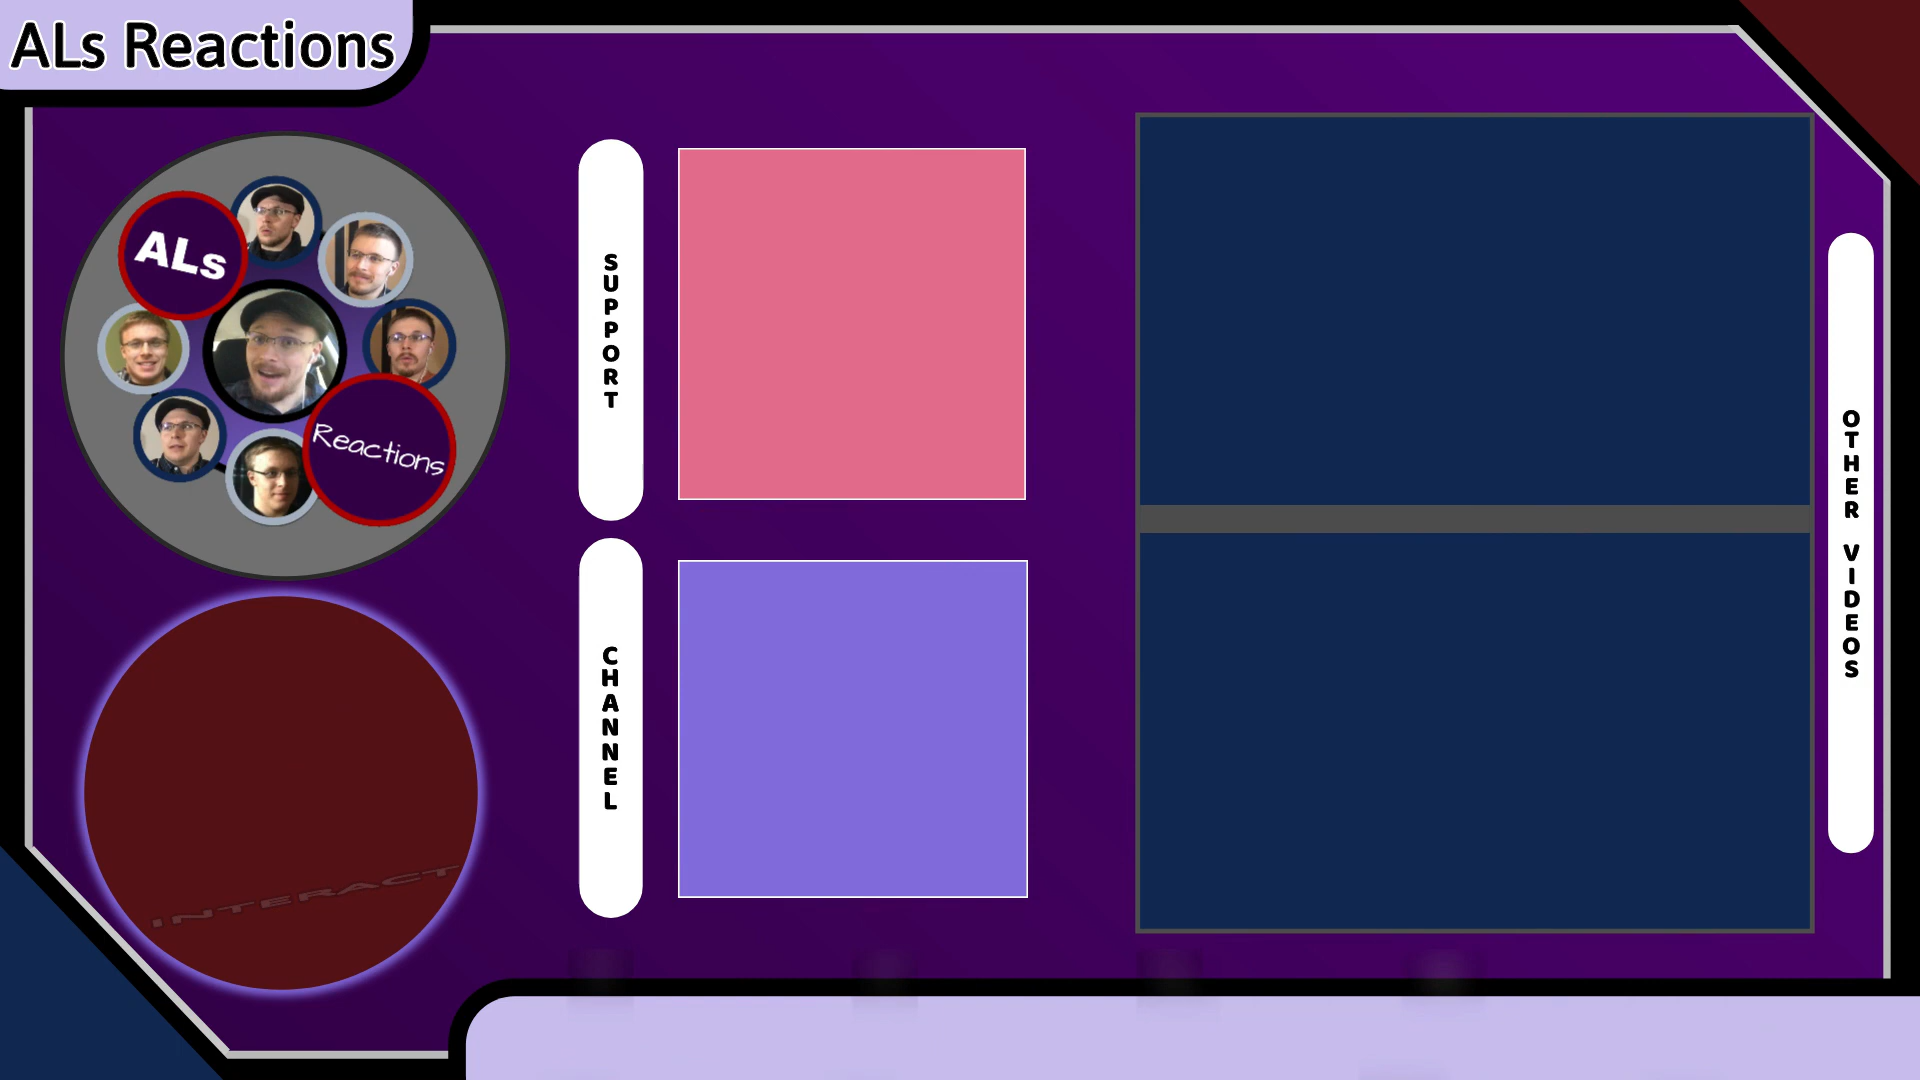 ALs Reactions
ALs
Reactions
SUPPORT
CHANNEL
OTHER VIDEOS
INTERACT